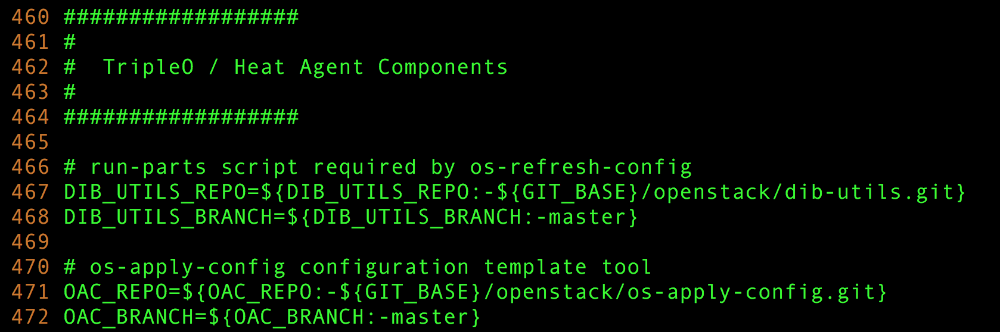 460 ##################
461 #
462 #  TripleO / Heat Agent Components
463 #
464 ##################
465
466 # run-parts script required by os-refresh-config
467 DIB_UTILS_REPO=${DIB_UTILS_REPO:-${GIT_BASE}/openstack/dib-utils.git}
468 DIB_UTILS_BRANCH=${DIB_UTILS_BRANCH:-master}
469
470 # os-apply-config configuration template tool
471 OAC_REPO=${OAC_REPO:-${GIT_BASE}/openstack/os-apply-config.git}
472 OAC_BRANCH=${OAC_BRANCH:-master}